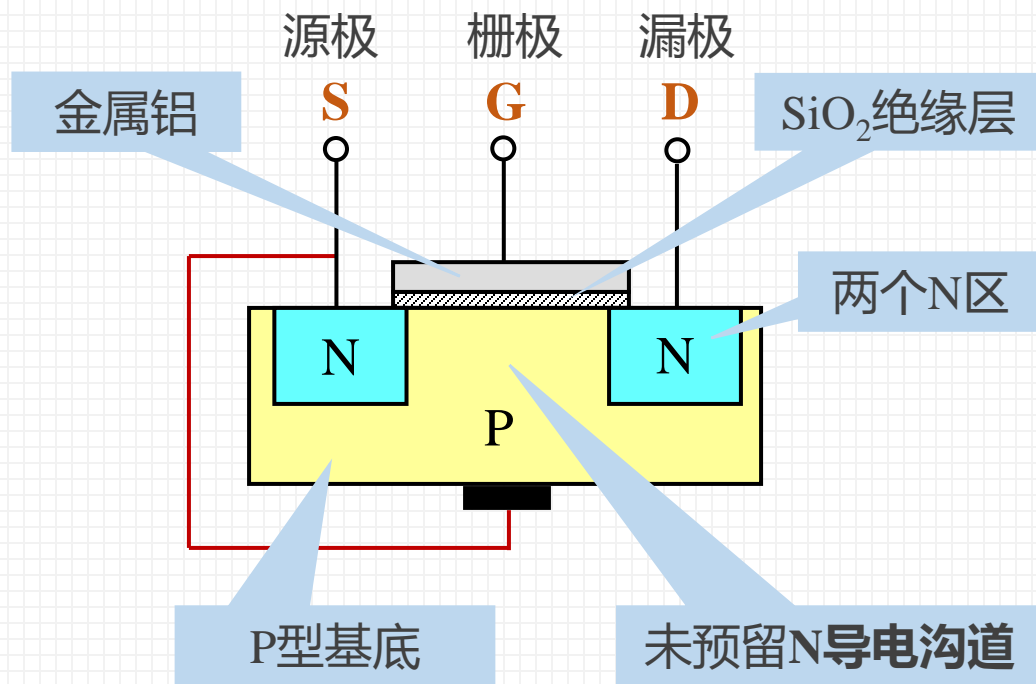 源极 栅极 漏极
金属铝 S G D SiO₂绝缘层
两个N区
N N
P
P型基底 未预留N导电沟道